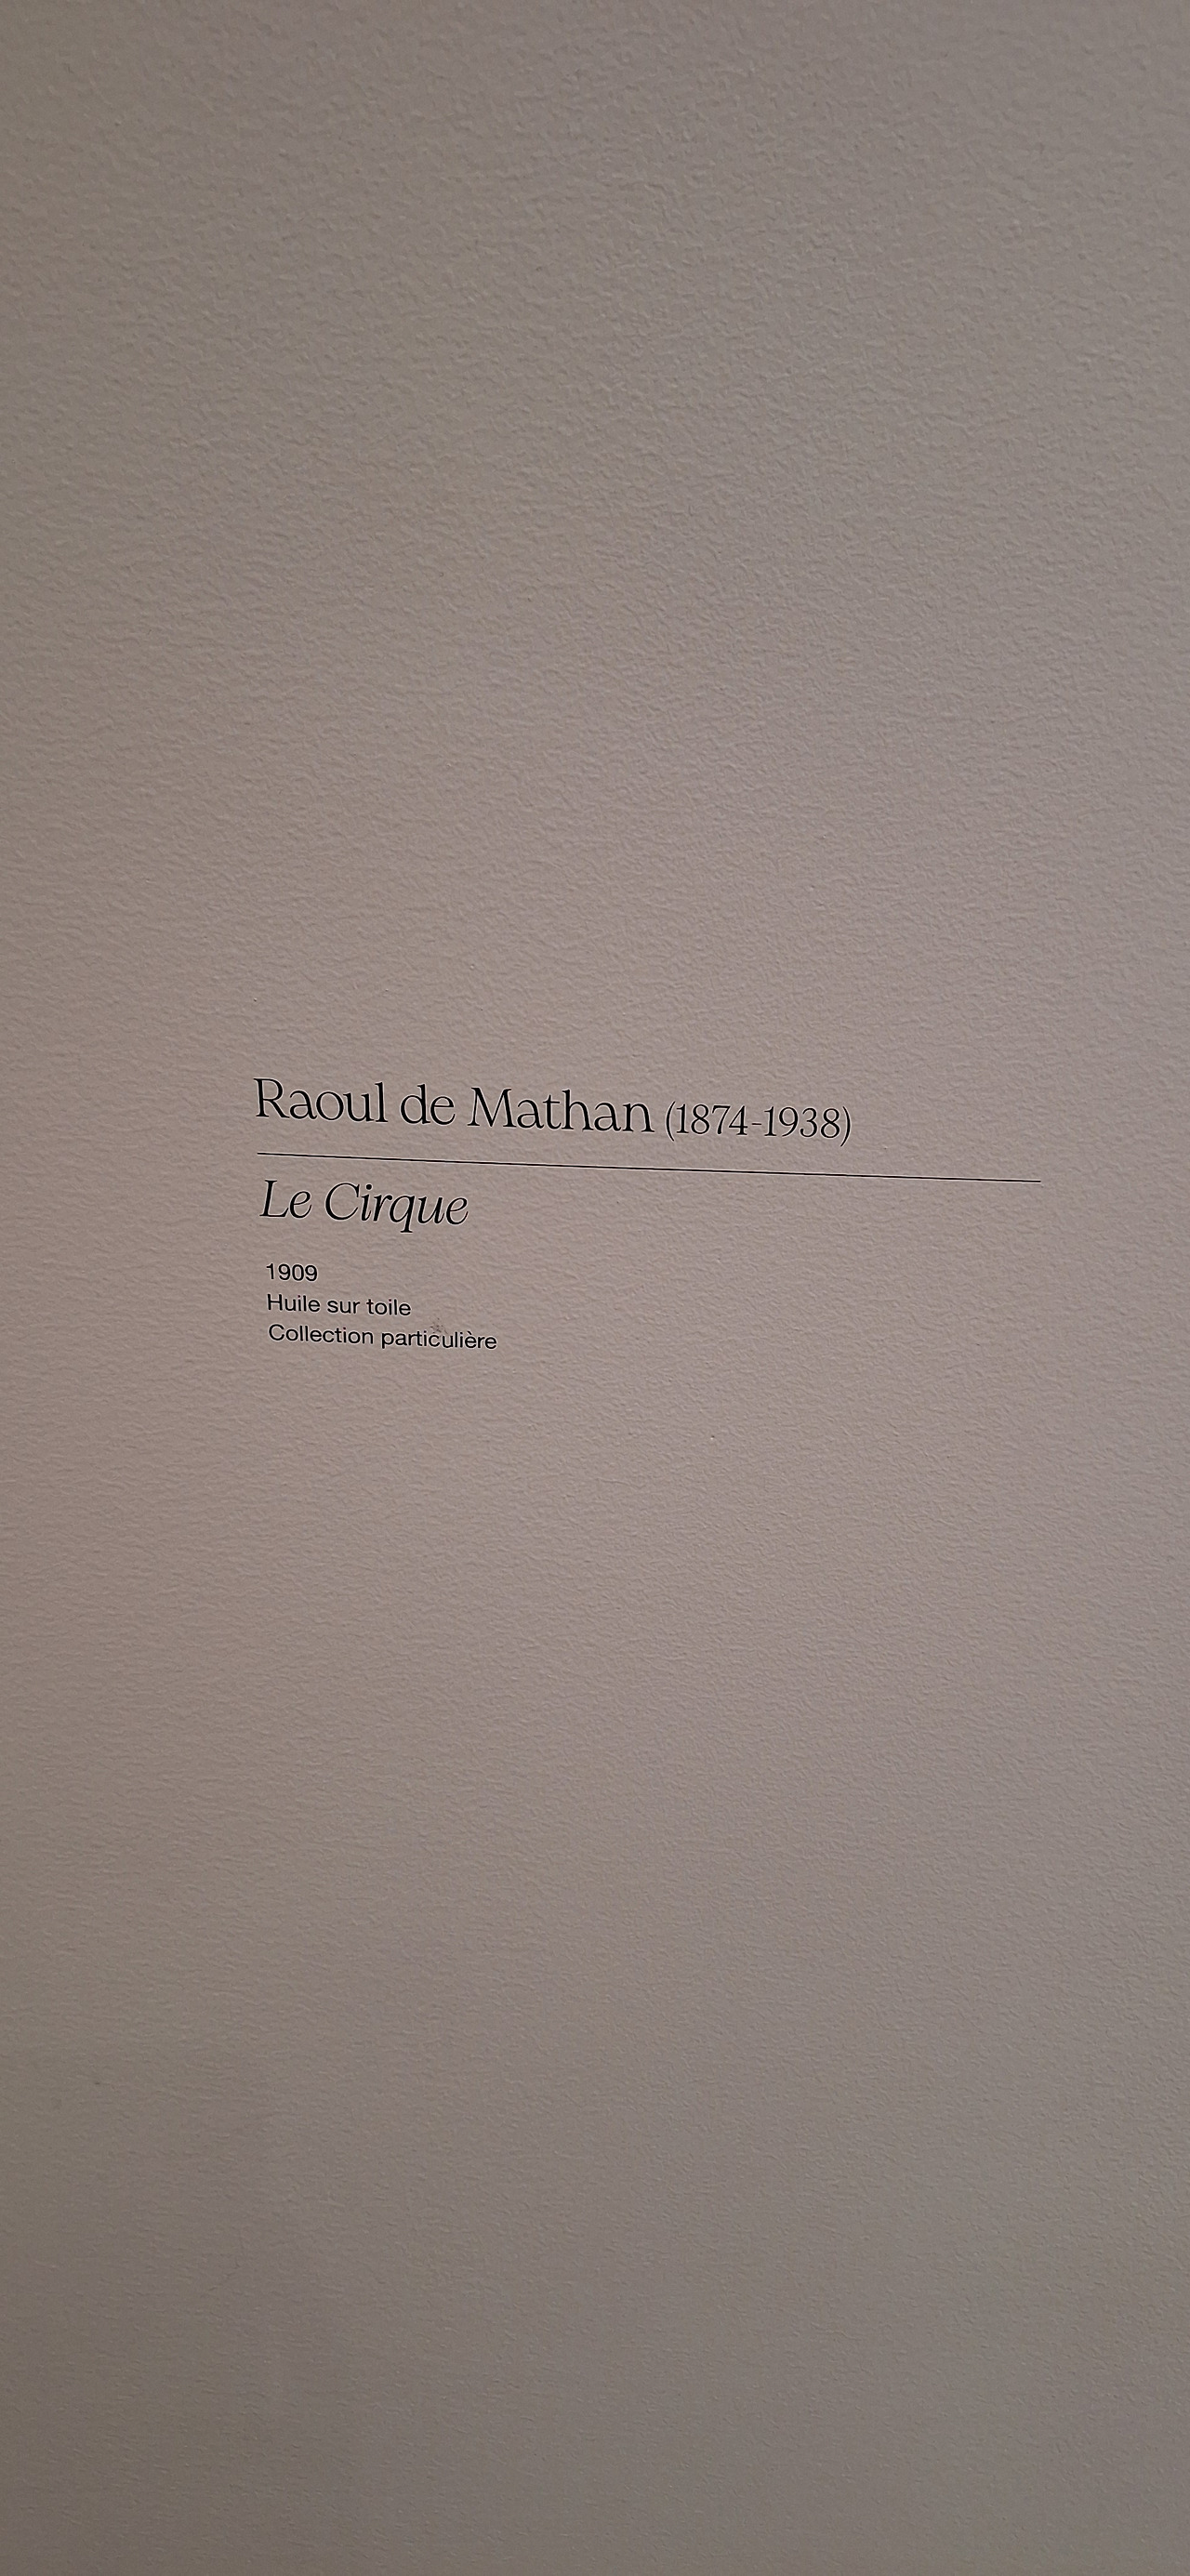 Raoul de Mathan (1874-1938)
Le Cirque
1909
Huile sur toile
Collection particulière